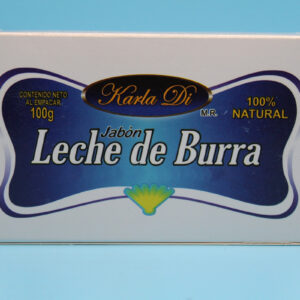 CONTENIDO NETO
AL EMPACAR
100g
Karla Di
M.R.
100%
NATURAL
Jabón
Leche de Burra